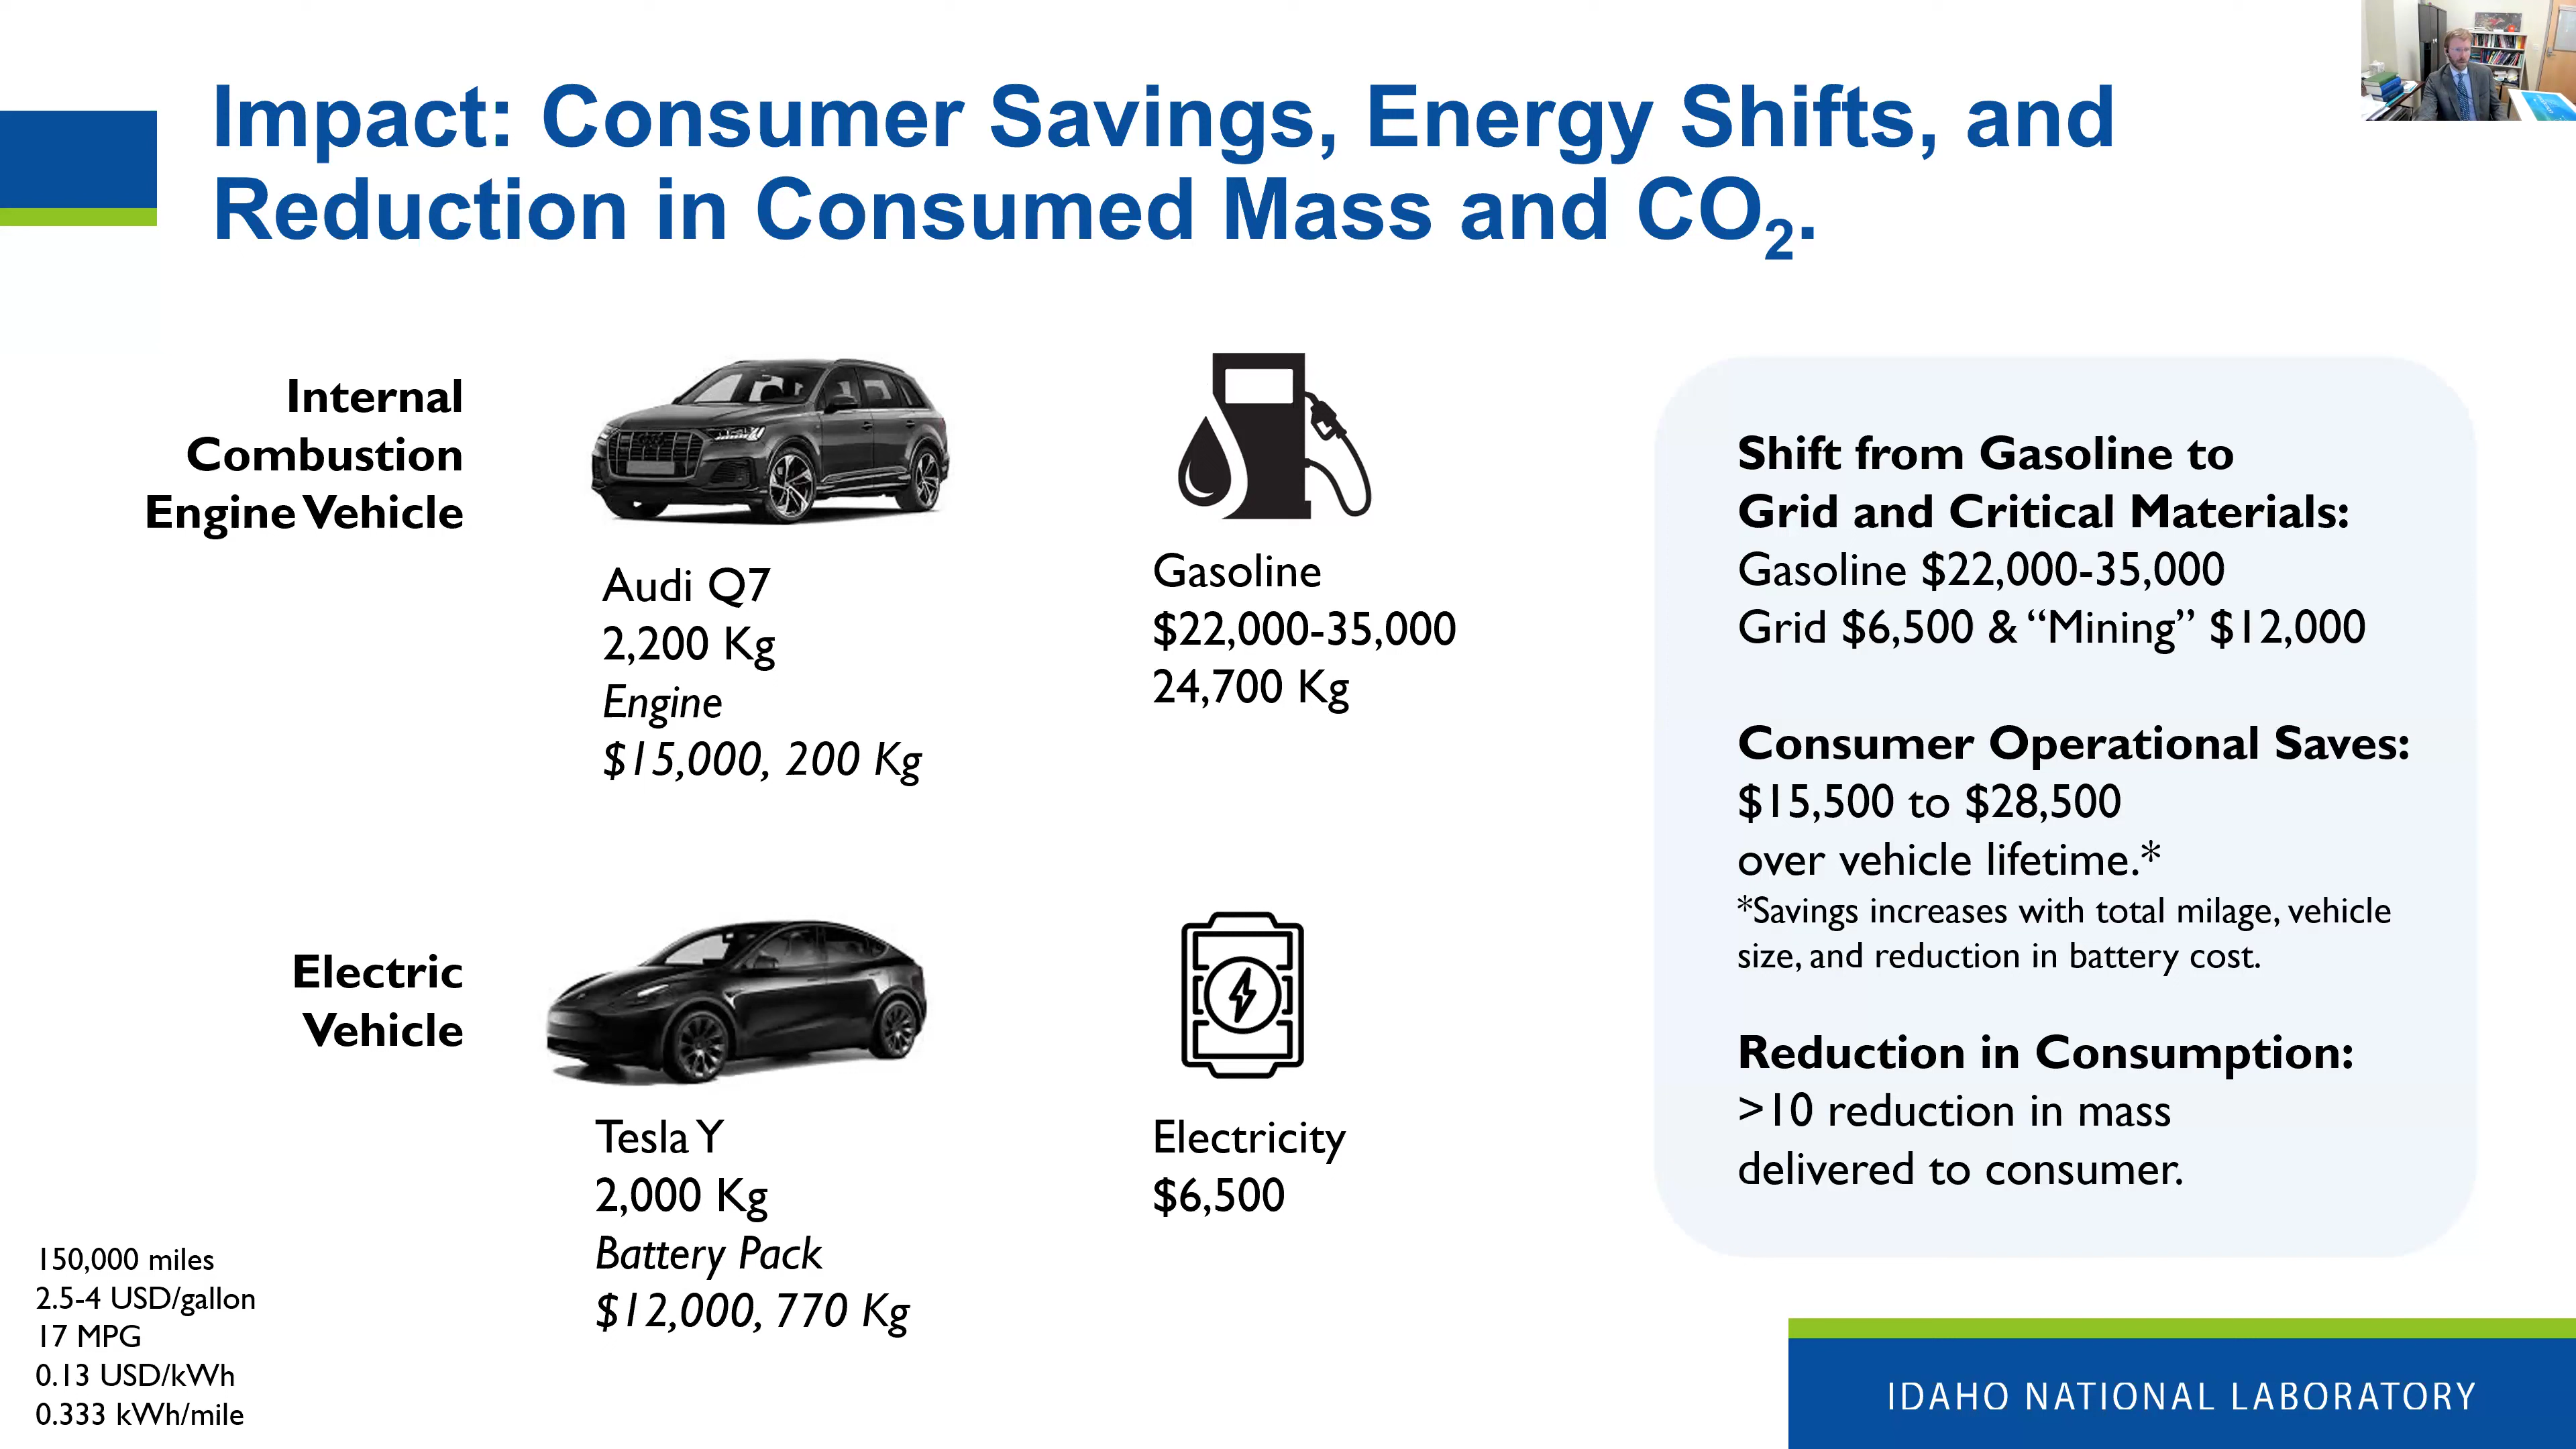 Impact: Consumer Savings, Energy Shifts, and
Reduction in Consumed Mass and CO₂.
Internal
Combustion
Engine Vehicle
Audi Q7
2,200 Kg
Engine
$15,000, 200 Kg
Gasoline
$22,000-35,000
24,700 Kg
Electric
Vehicle
Tesla Y
2,000 Kg
Battery Pack
$12,000, 770 Kg
Electricity
$6,500
150,000 miles
2.5-4 USD/gallon
17 MPG
0.13 USD/kWh
0.333 kWh/mile
Shift from Gasoline to
Grid and Critical Materials:
Gasoline $22,000-35,000
Grid $6,500 & “Mining” $12,000
Consumer Operational Saves:
$15,500 to $28,500
over vehicle lifetime.*
*Savings increases with total milage, vehicle
size, and reduction in battery cost.
Reduction in Consumption:
>10 reduction in mass
delivered to consumer.
IDAHO NATIONAL LABORATORY